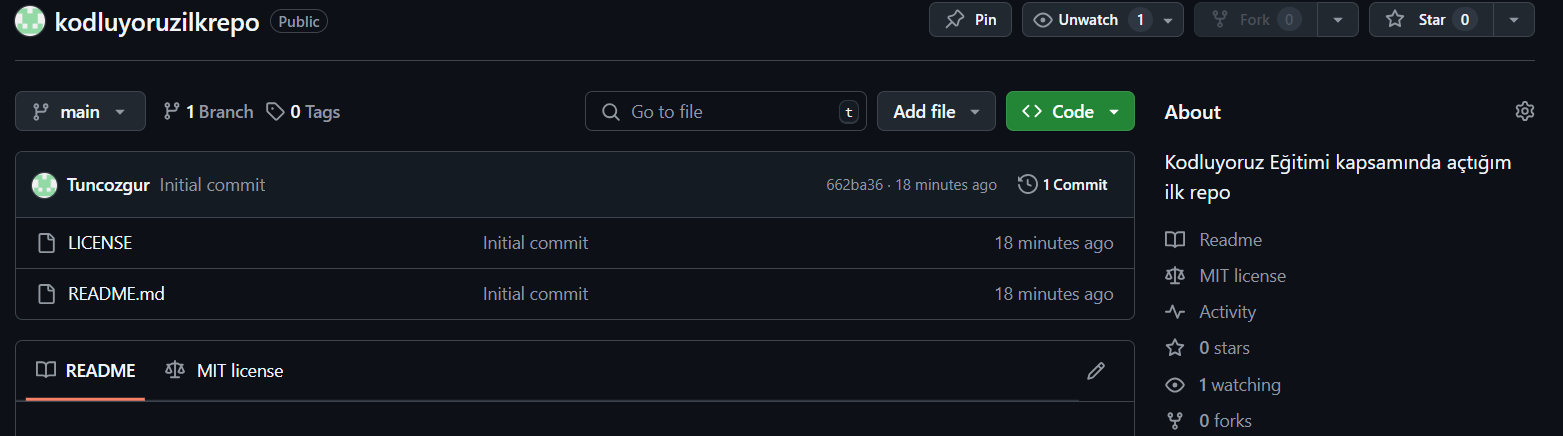 kodluyoruzilkrepo Public Pin Unwatch 1 Fork 0 Star 0
main 1 Branch 0 Tags Go to file t Add file Code
About
Kodluyoruz Eğitimi kapsamında açtığım
ilk repo
Tuncozgur Initial commit 662ba36 · 18 minutes ago 1 Commit
LICENSE Initial commit 18 minutes ago
README.md Initial commit 18 minutes ago
README MIT license
Readme
MIT license
Activity
0 stars
1 watching
0 forks